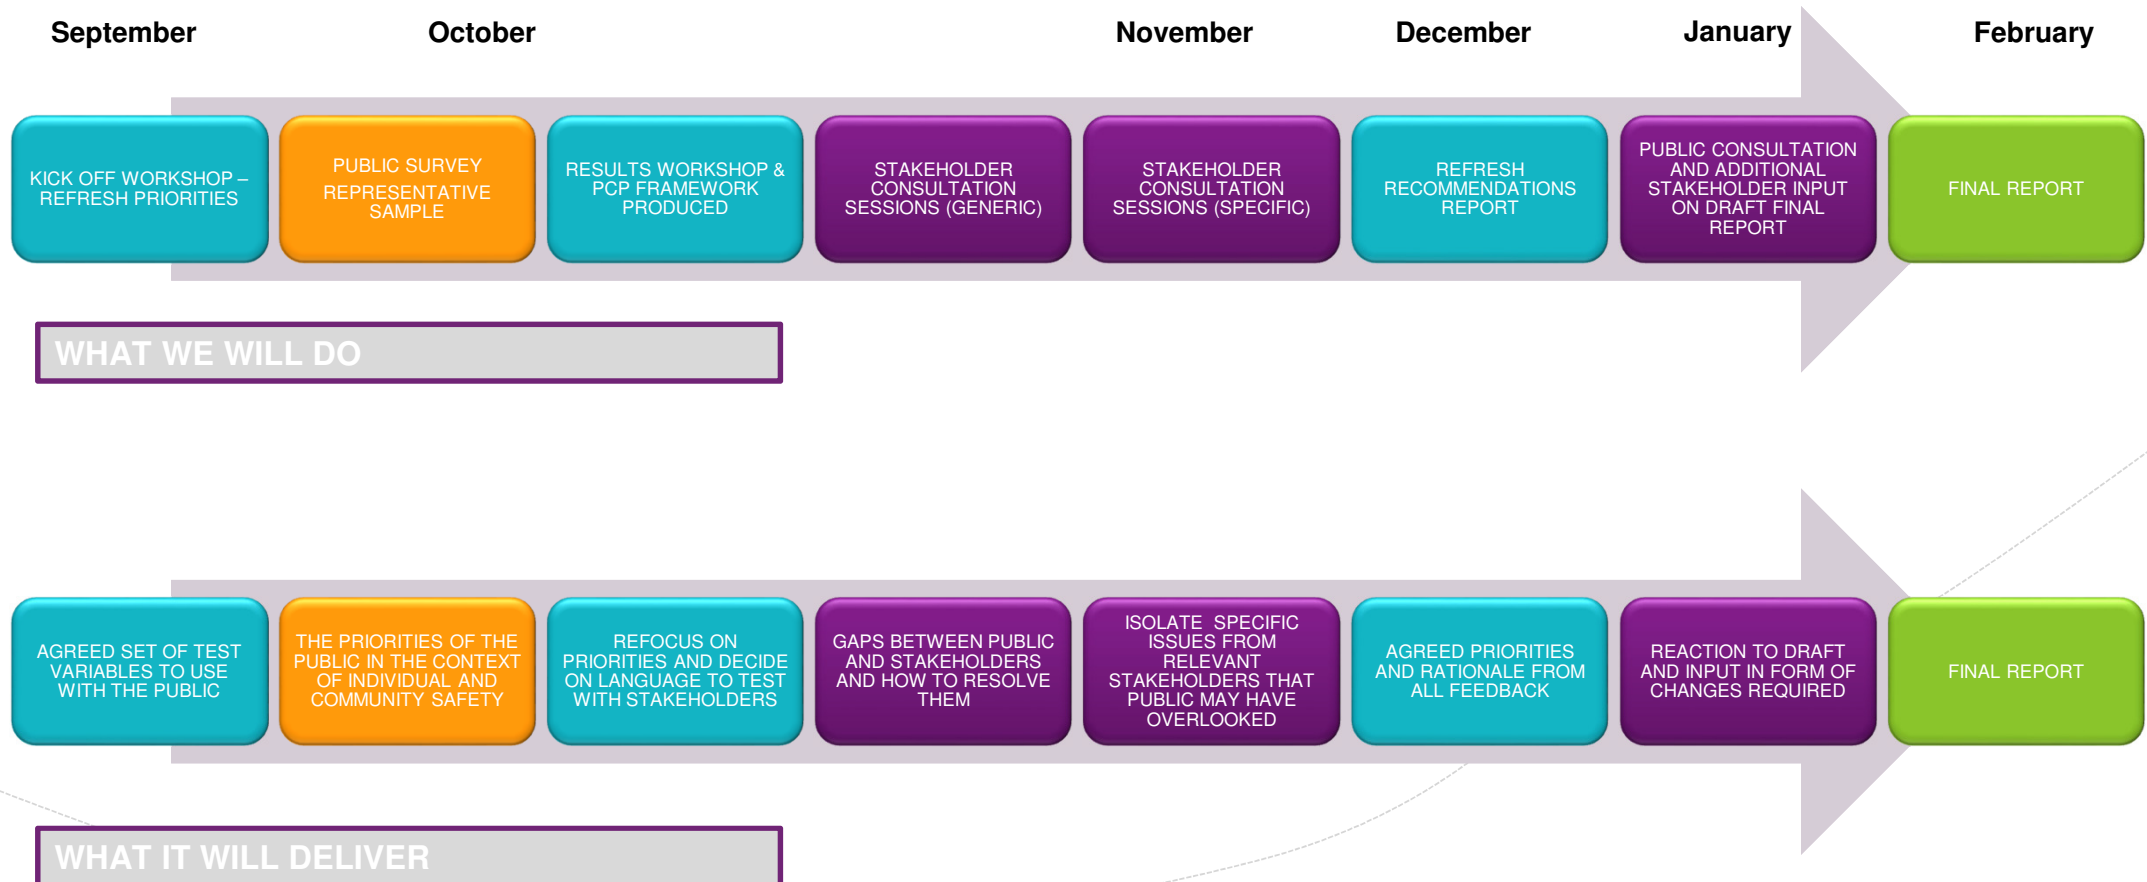 September
October
November
December
January
February
KICK OFF WORKSHOP –
REFRESH PRIORITIES
PUBLIC SURVEY
REPRESENTATIVE
SAMPLE
RESULTS WORKSHOP &
PCP FRAMEWORK
PRODUCED
STAKEHOLDER
CONSULTATION
SESSIONS (GENERIC)
STAKEHOLDER
CONSULTATION
SESSIONS (SPECIFIC)
REFRESH
RECOMMENDATIONS
REPORT
PUBLIC CONSULTATION
AND ADDITIONAL
STAKEHOLDER INPUT
ON DRAFT FINAL
REPORT
FINAL REPORT
WHAT WE WILL DO
AGREED SET OF TEST
VARIABLES TO USE
WITH THE PUBLIC
THE PRIORITIES OF THE
PUBLIC IN THE CONTEXT
OF INDIVIDUAL AND
COMMUNITY SAFETY
REFOCUS ON
PRIORITIES AND DECIDE
ON LANGUAGE TO TEST
WITH STAKEHOLDERS
GAPS BETWEEN PUBLIC
AND STAKEHOLDERS
AND HOW TO RESOLVE
THEM
ISOLATE SPECIFIC
ISSUES FROM
RELEVANT
STAKEHOLDERS THAT
PUBLIC MAY HAVE
OVERLOOKED
AGREED PRIORITIES
AND RATIONALE FROM
ALL FEEDBACK
REACTION TO DRAFT
AND INPUT IN FORM OF
CHANGES REQUIRED
FINAL REPORT
WHAT IT WILL DELIVER